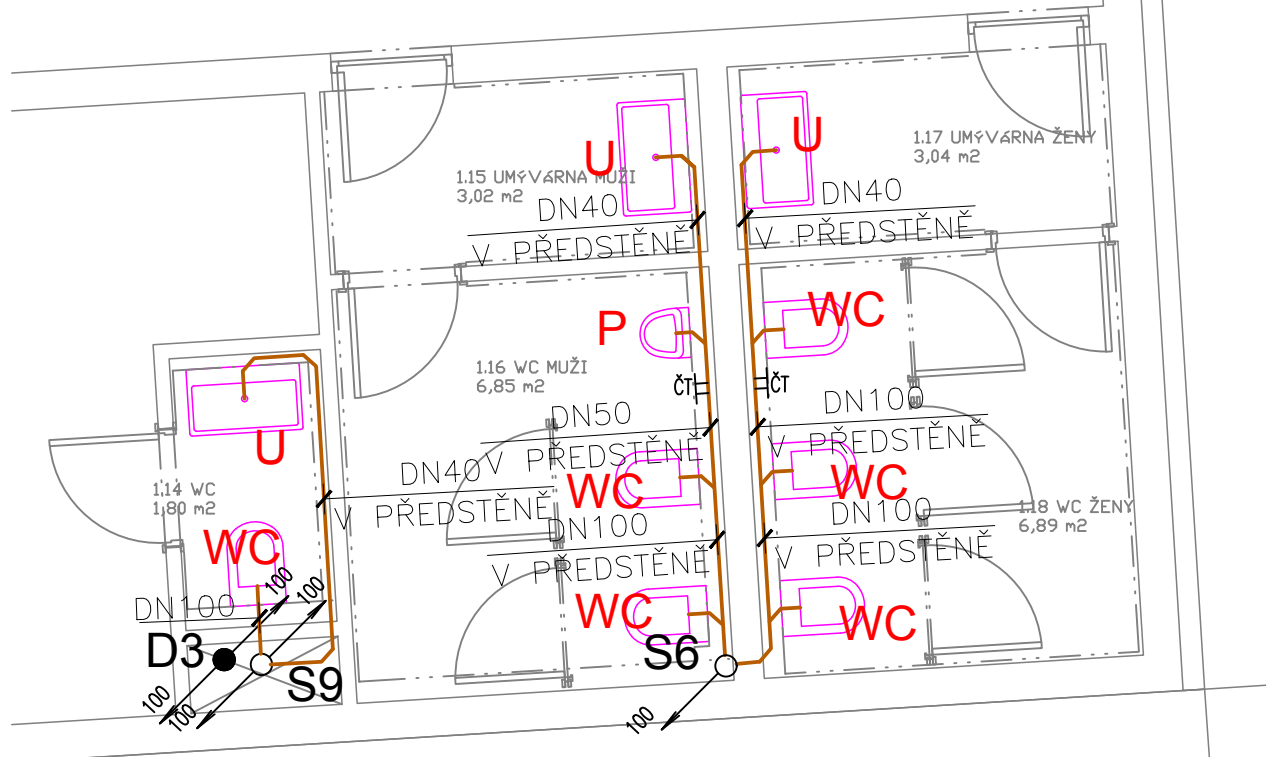 U
U
1.17 UMÝVÁRNA ŽENY
3,04 m2
1.15 UMÝVÁRNA MUŽI
3,02 m2
DN40
V PŘEDSTĚNĚ
DN40
V PŘEDSTĚNĚ
P
WC
1.16 WC MUŽI
6,85 m2
ČT
ČT
DN50
V PŘEDSTĚNĚ
DN100
V PŘEDSTĚNĚ
U
DN40
V PŘEDSTĚNĚ
WC
WC
1.14 WC
1,80 m2
DN100
V PŘEDSTĚNĚ
DN100
V PŘEDSTĚNĚ
1.18 WC ŽENY
6,89 m2
WC
100
100
DN100
WC
WC
D3
S9
S6
100
100
100